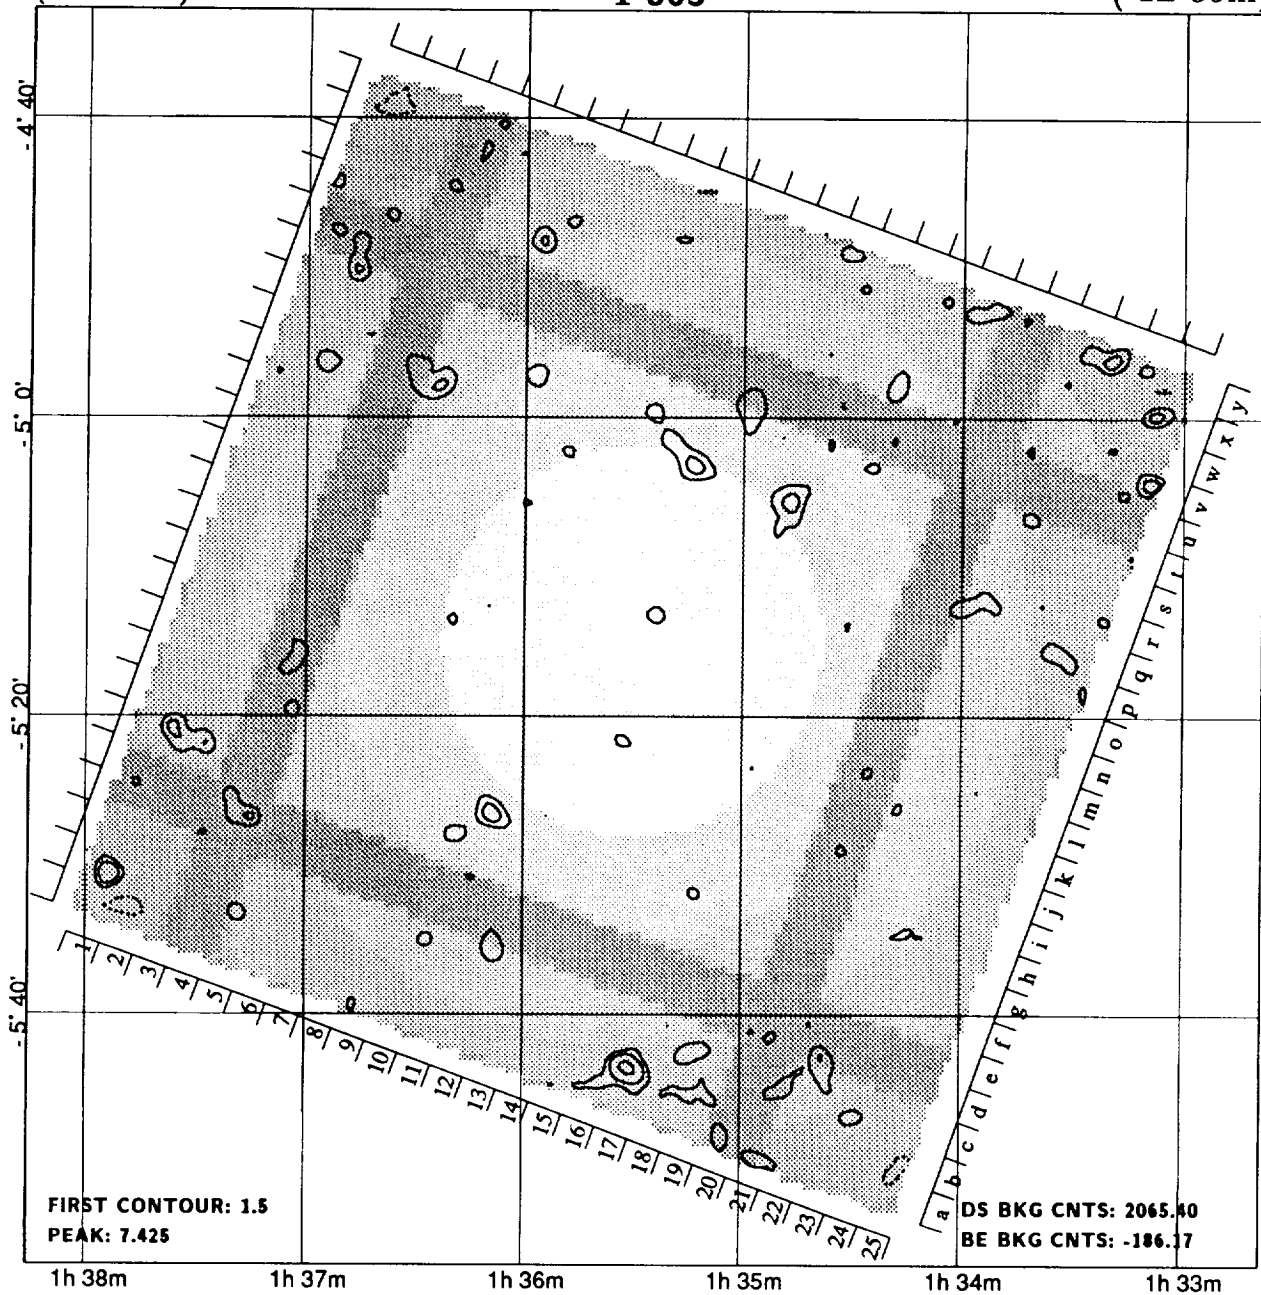 - 4° 40'
- 5° 0'
- 5° 20'
- 5° 40'
y
x
w
v
u
t
s
r
q
p
o
n
m
l
k
j
i
h
g
f
e
d
c
b
a
1 2 3 4 5 6 7 8 9 10 11 12 13 14 15 16 17 18 19 20 21 22 23 24 25
FIRST CONTOUR: 1.5
PEAK: 7.425
DS BKG CNTS: 2065.40
BE BKG CNTS: -186.17
1h 38m 1h 37m 1h 36m 1h 35m 1h 34m 1h 33m